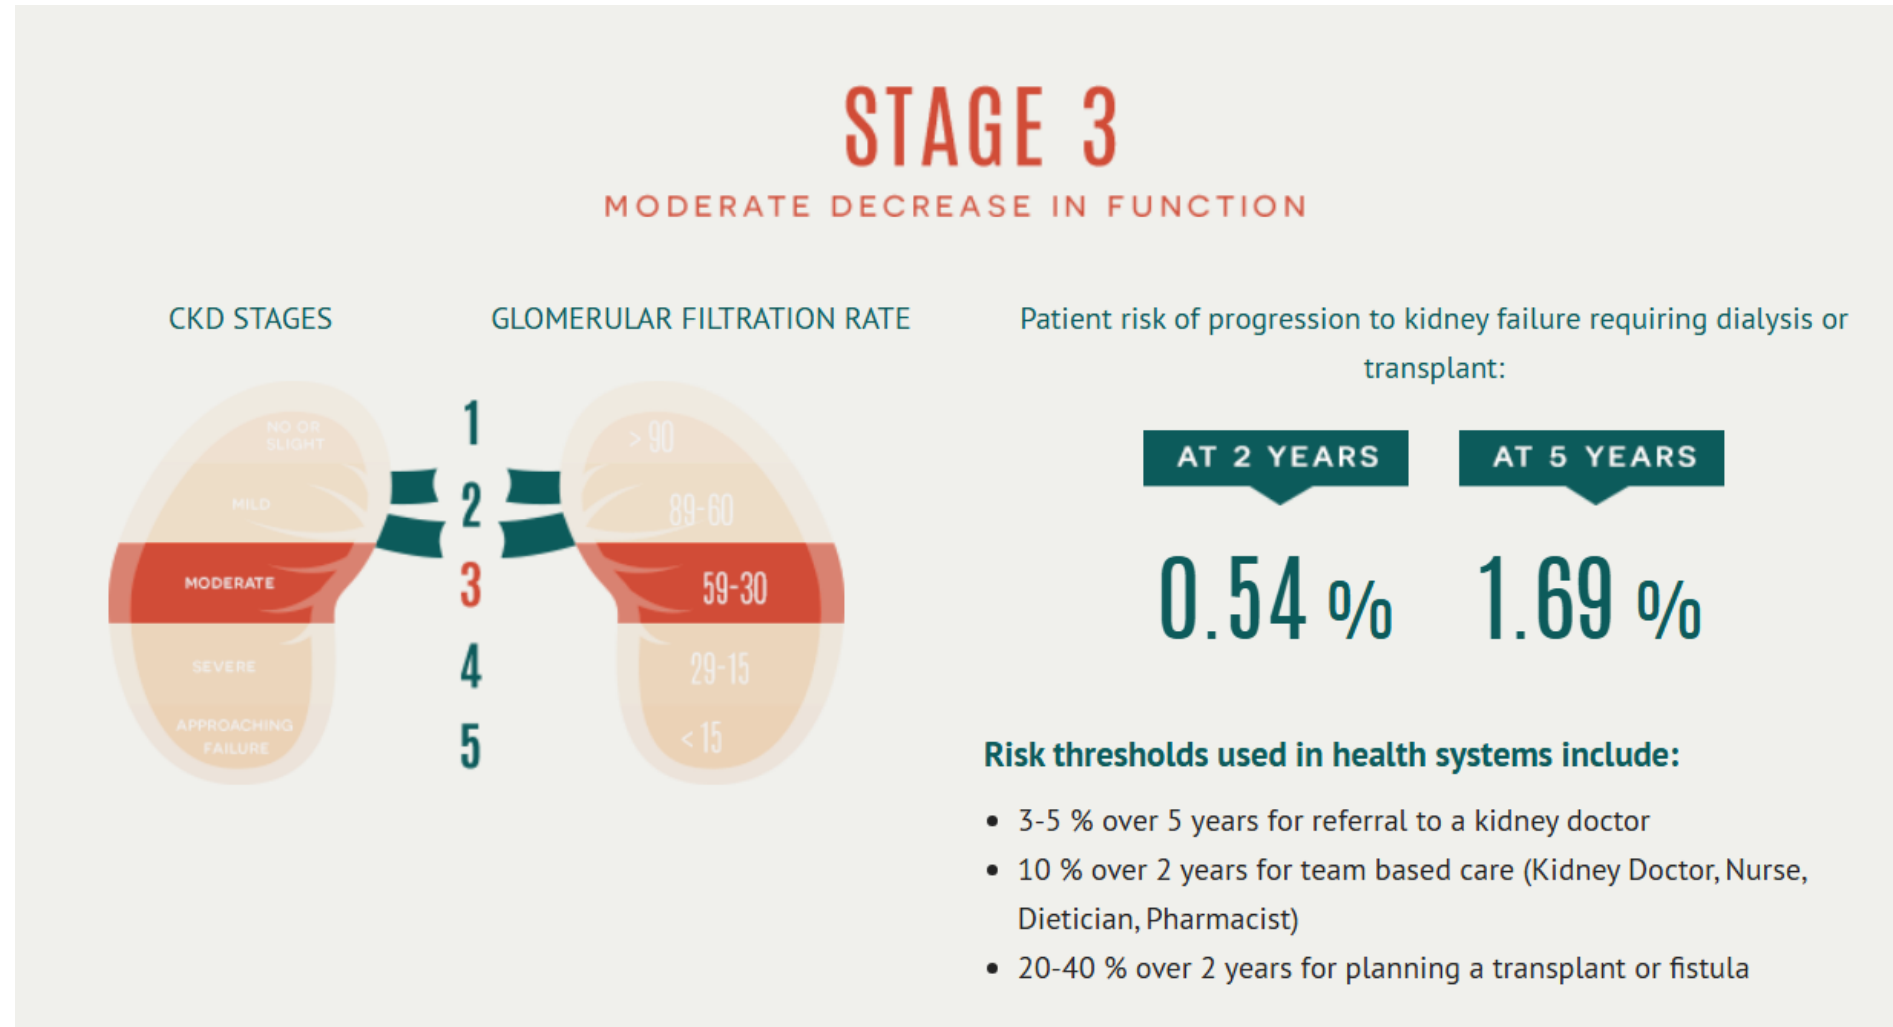 STAGE 3
MODERATE DECREASE IN FUNCTION
CKD STAGES
GLOMERULAR FILTRATION RATE
NO OR
SLIGHT
1
> 90
MILD
2
89-60
MODERATE
3
59-30
SEVERE
4
29-15
APPROACHING
FAILURE
5
< 15
Patient risk of progression to kidney failure requiring dialysis or
transplant:
AT 2 YEARS
AT 5 YEARS
0.54 %
1.69 %
Risk thresholds used in health systems include:
• 3-5 % over 5 years for referral to a kidney doctor
• 10 % over 2 years for team based care (Kidney Doctor, Nurse,
Dietician, Pharmacist)
• 20-40 % over 2 years for planning a transplant or fistula